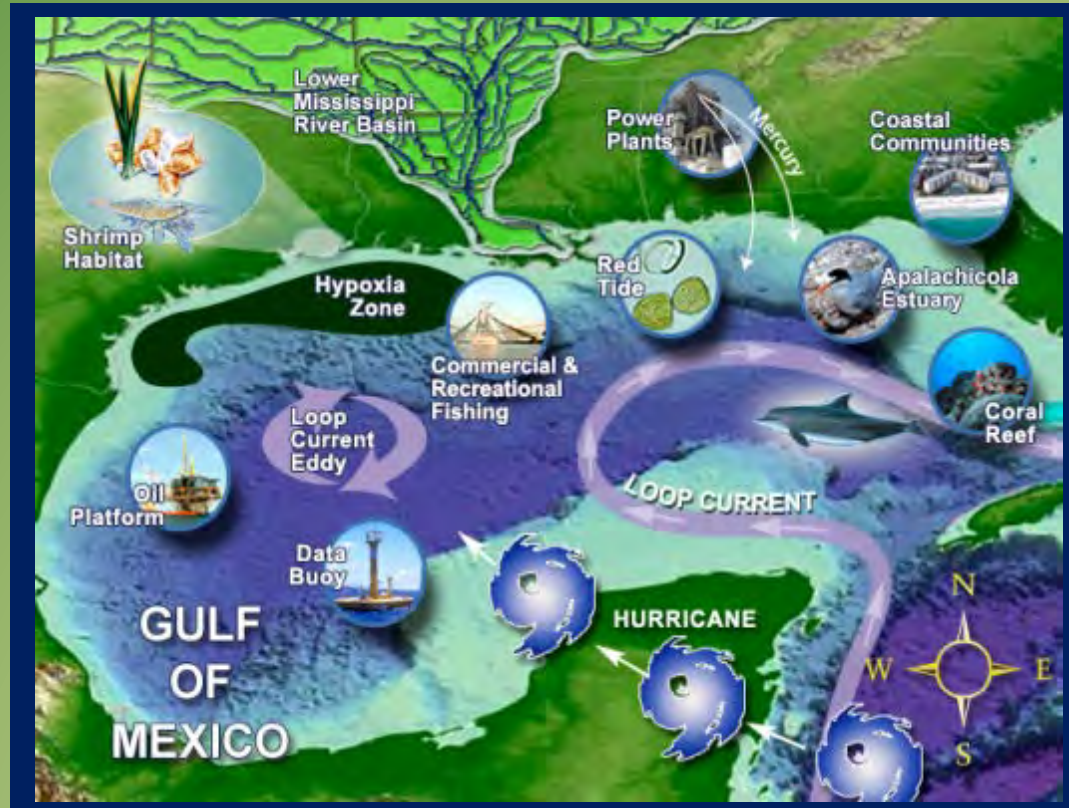 Lower
Mississippi
River Basin
Power
Plants
Mercury
Coastal
Communities
Shrimp
Habitat
Hypoxia
Zone
Red
Tide
Apalachicola
Estuary
Commercial &
Recreational
Fishing
Loop
Current
Eddy
Coral
Reef
Oil
Platform
LOOP CURRENT
Data
Buoy
GULF
OF
MEXICO
HURRICANE
N
W
E
S